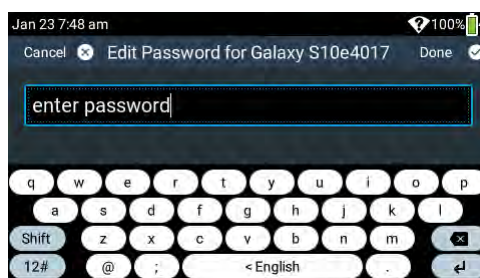 Jan 23 7:48 am 100%
Cancel Edit Password for Galaxy S10e4017 Done
enter password
q w e r t y u i o p
a s d f g h j k l
Shift z x c v b n m
12# @ ; < English .